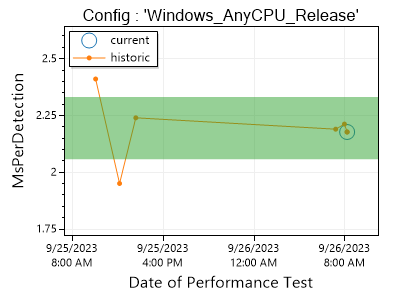 Config : 'Windows_AnyCPU_Release'
current
historic
MsPerDetection
2.5
2.25
2
1.75
9/25/2023 9/25/2023 9/26/2023 9/26/2023
8:00 AM 4:00 PM 12:00 AM 8:00 AM
Date of Performance Test